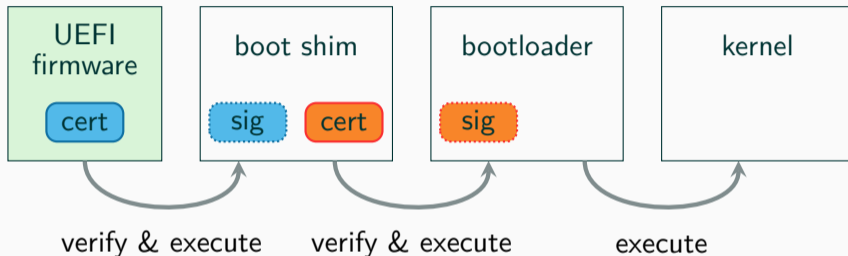 UEFI
firmware
cert
boot shim
sig
cert
bootloader
sig
kernel
verify & execute
verify & execute
execute